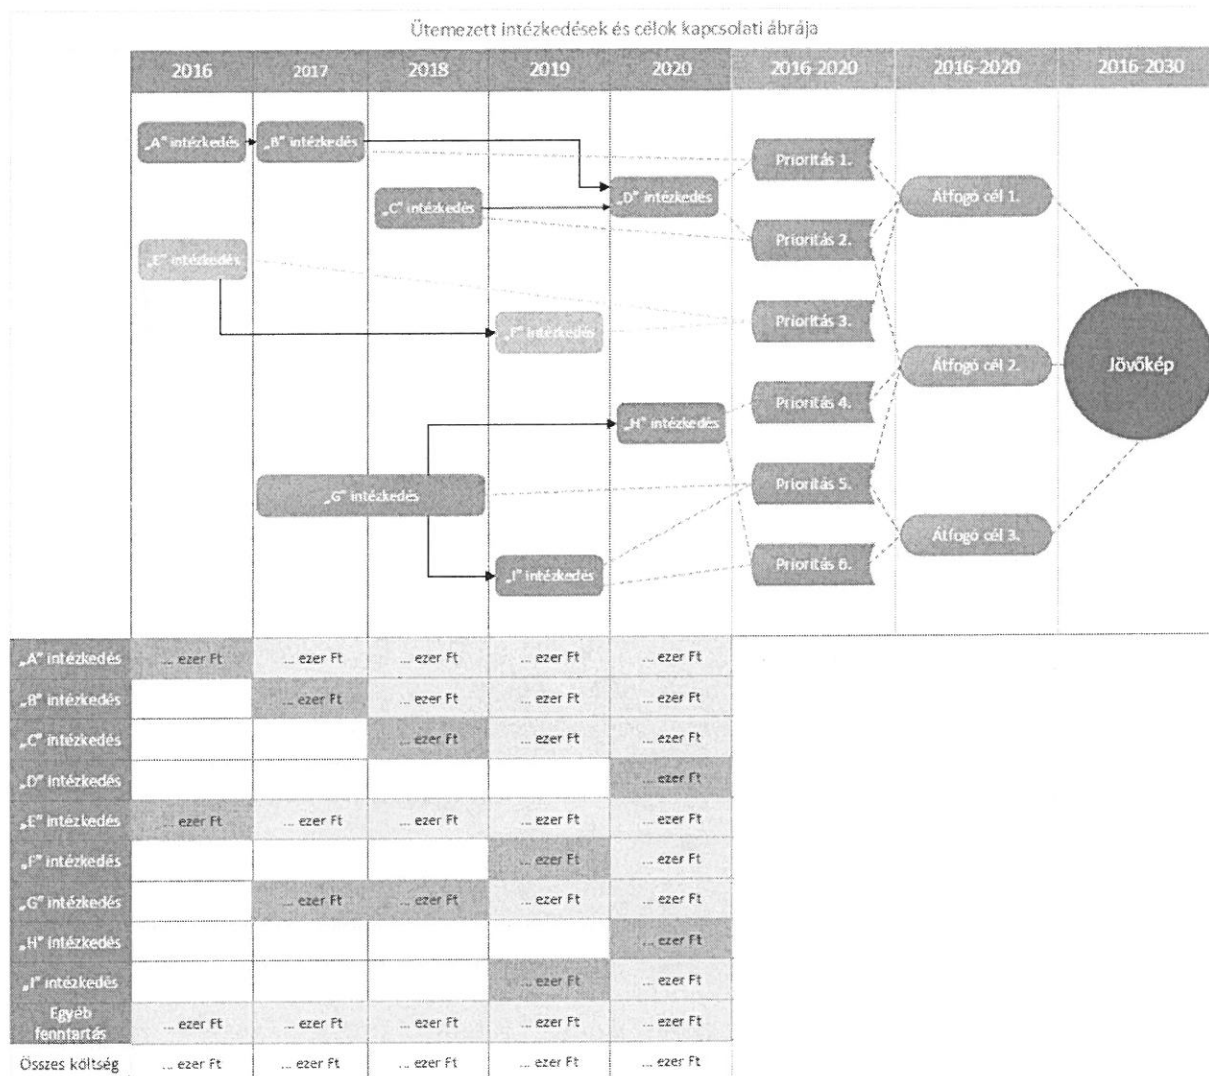 Ütemezett intézkedések és célok kapcsolati ábrája
2016 2017 2018 2019 2020 2016-2020 2016-2020 2016-2030
„A” intézkedés „B” intézkedés
Prioritás 1.
„C” intézkedés
„D” intézkedés
Átfogó cél 1.
Prioritás 2.
„E” intézkedés
Prioritás 3.
„F” intézkedés
Átfogó cél 2.
Jövőkép
Prioritás 4.
„H” intézkedés
Prioritás 5.
„G” intézkedés
Átfogó cél 3.
Prioritás 6.
„I” intézkedés
„A” intézkedés ... ezer Ft ... ezer Ft ... ezer Ft ... ezer Ft ... ezer Ft
„B” intézkedés ... ezer Ft ... ezer Ft ... ezer Ft ... ezer Ft
„C” intézkedés ... ezer Ft ... ezer Ft ... ezer Ft
„D” intézkedés ... ezer Ft
„E” intézkedés ... ezer Ft ... ezer Ft ... ezer Ft ... ezer Ft ... ezer Ft
„F” intézkedés ... ezer Ft ... ezer Ft
„G” intézkedés ... ezer Ft ... ezer Ft ... ezer Ft ... ezer Ft
„H” intézkedés ... ezer Ft
„I” intézkedés ... ezer Ft ... ezer Ft
Egyéb
fenntartás ... ezer Ft ... ezer Ft ... ezer Ft ... ezer Ft ... ezer Ft
Összes költség ... ezer Ft ... ezer Ft ... ezer Ft ... ezer Ft ... ezer Ft